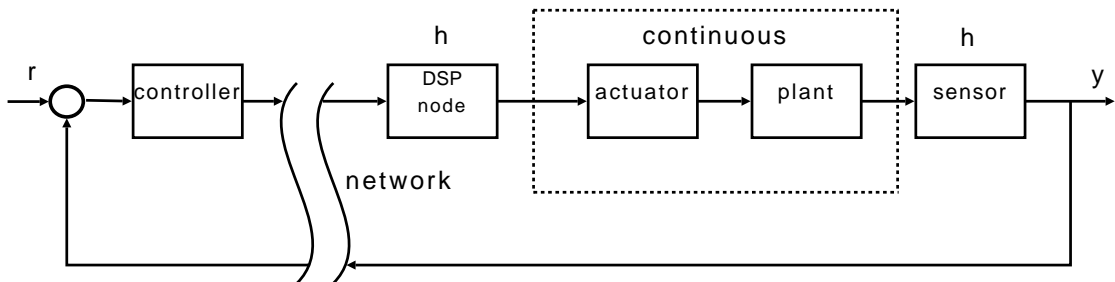 h
continuous
h
r
controller
DSP
node
actuator
plant
sensor
y
network